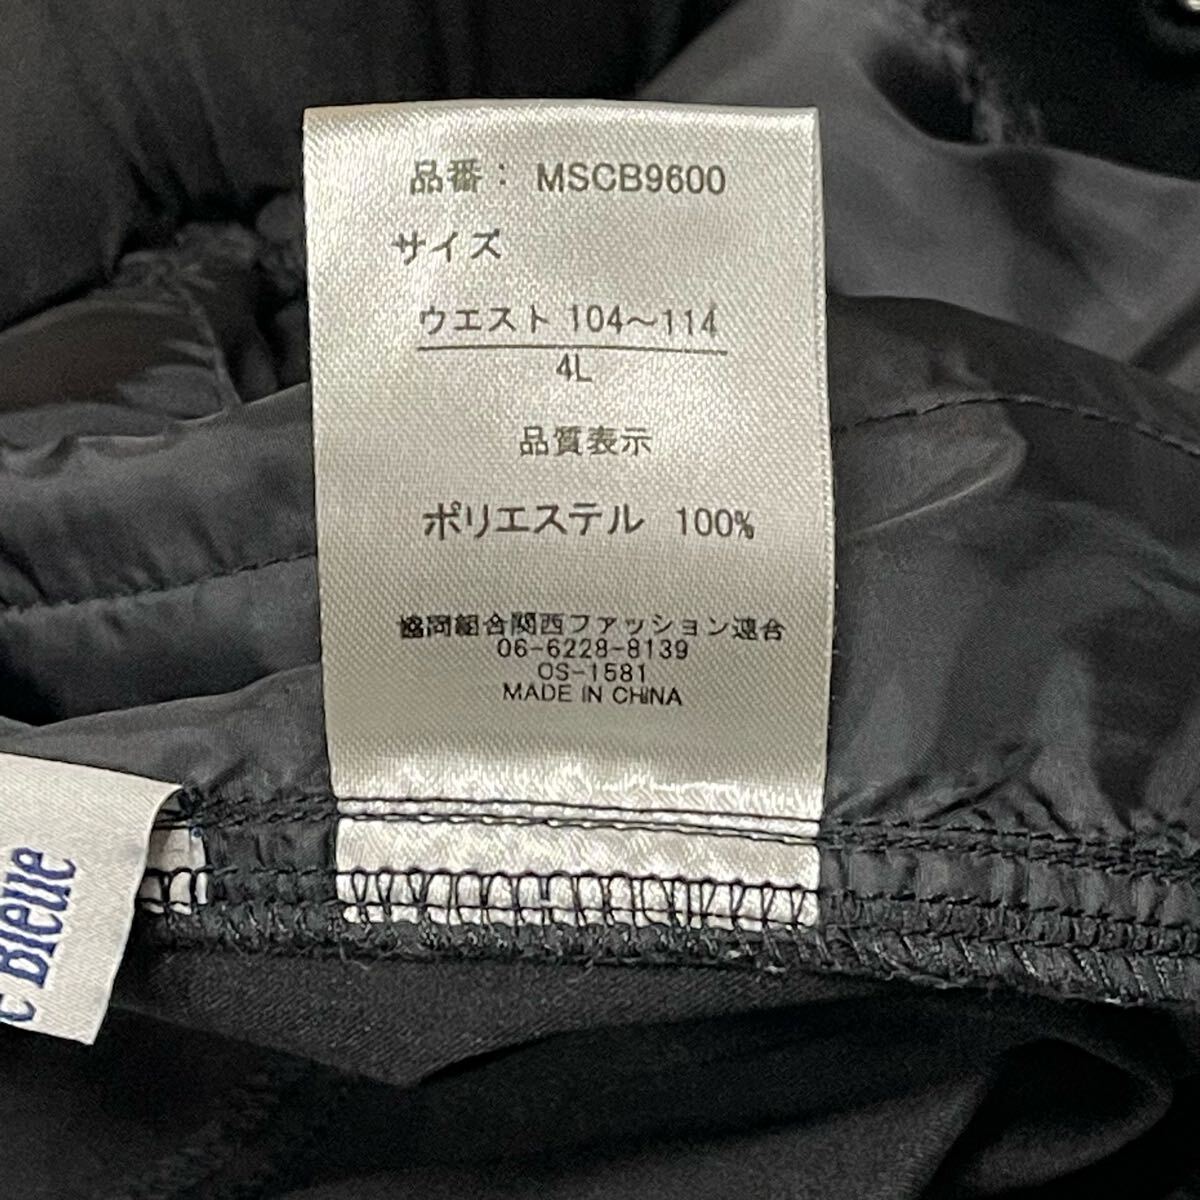 品番： MSCB9600
サイズ
ウエスト 104～114
4L
品質表示
ポリエステル 100%
協同組合関西ファッション連合
06-6228-8139
OS-1581
MADE IN CHINA
Bleue